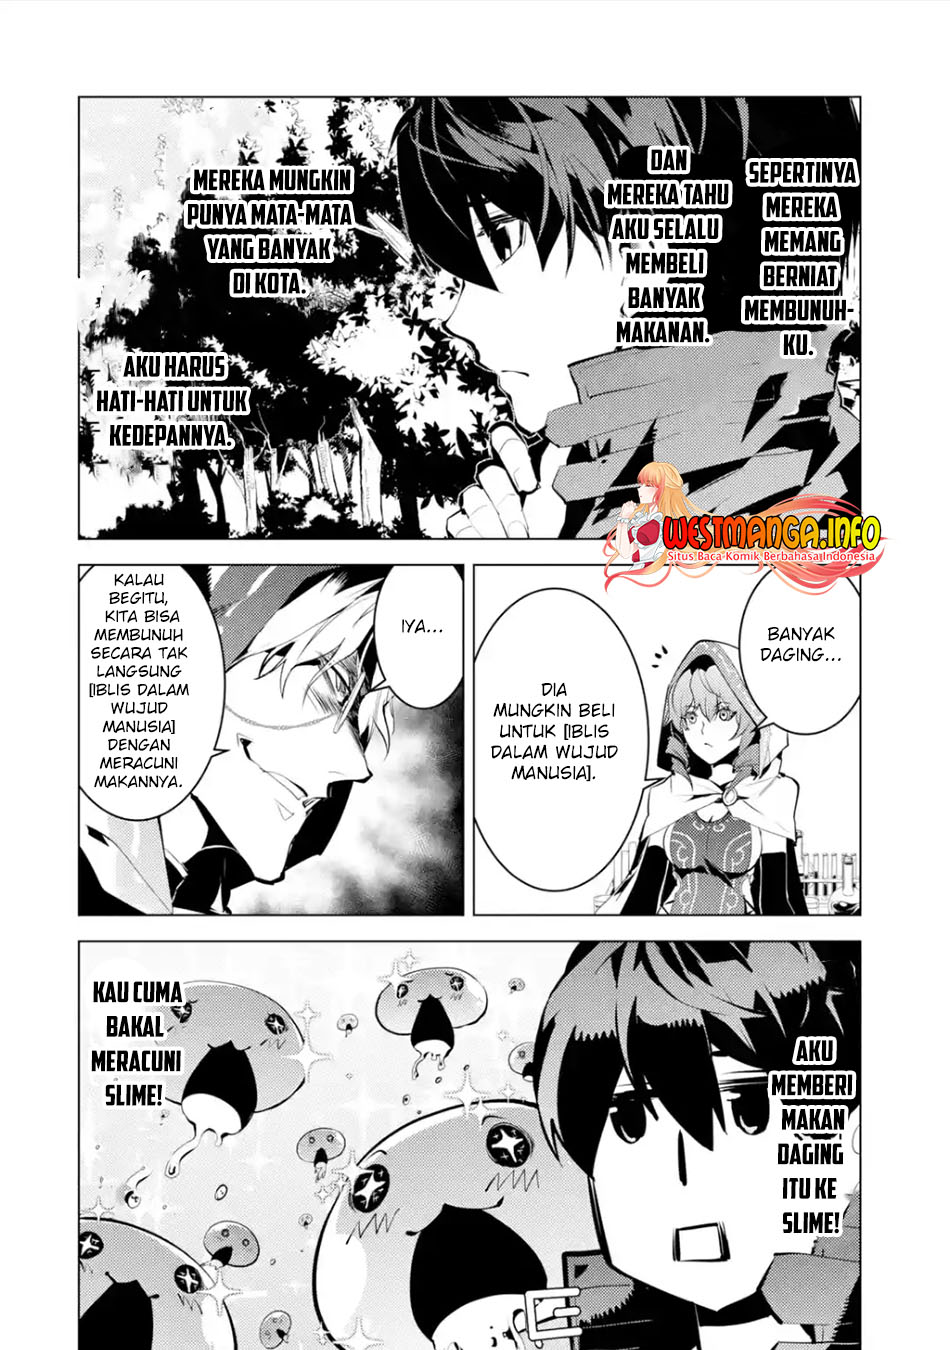 SEPERTINYA
MEREKA
MEMANG
BERNIAT
MEMBUNUH-
KU.
DAN
MEREKA TAHU
AKU SELALU
MEMBELI
BANYAK
MAKANAN.
MEREKA MUNGKIN
PUNYA MATA-MATA
YANG BANYAK
DI KOTA.
AKU HARUS
HATI-HATI UNTUK
KEDEPANNYA.
WESTMANGA.INFO
Situs Baca Komik Berbahasa Indonesia
BANYAK
DAGING...
DIA
MUNGKIN BELI
UNTUK [IBLIS
DALAM WUJUD
MANUSIA].
IYA...
KALAU
BEGITU,
KITA BISA
MEMBUNUH
SECARA TAK
LANGSUNG
[IBLIS DALAM
WUJUD
MANUSIA]
DENGAN
MERACUNI
MAKANNYA.
AKU
MEMBERI
MAKAN
DAGING
ITU KE
SLIME!
KAU CUMA
BAKAL
MERACUNI
SLIME!